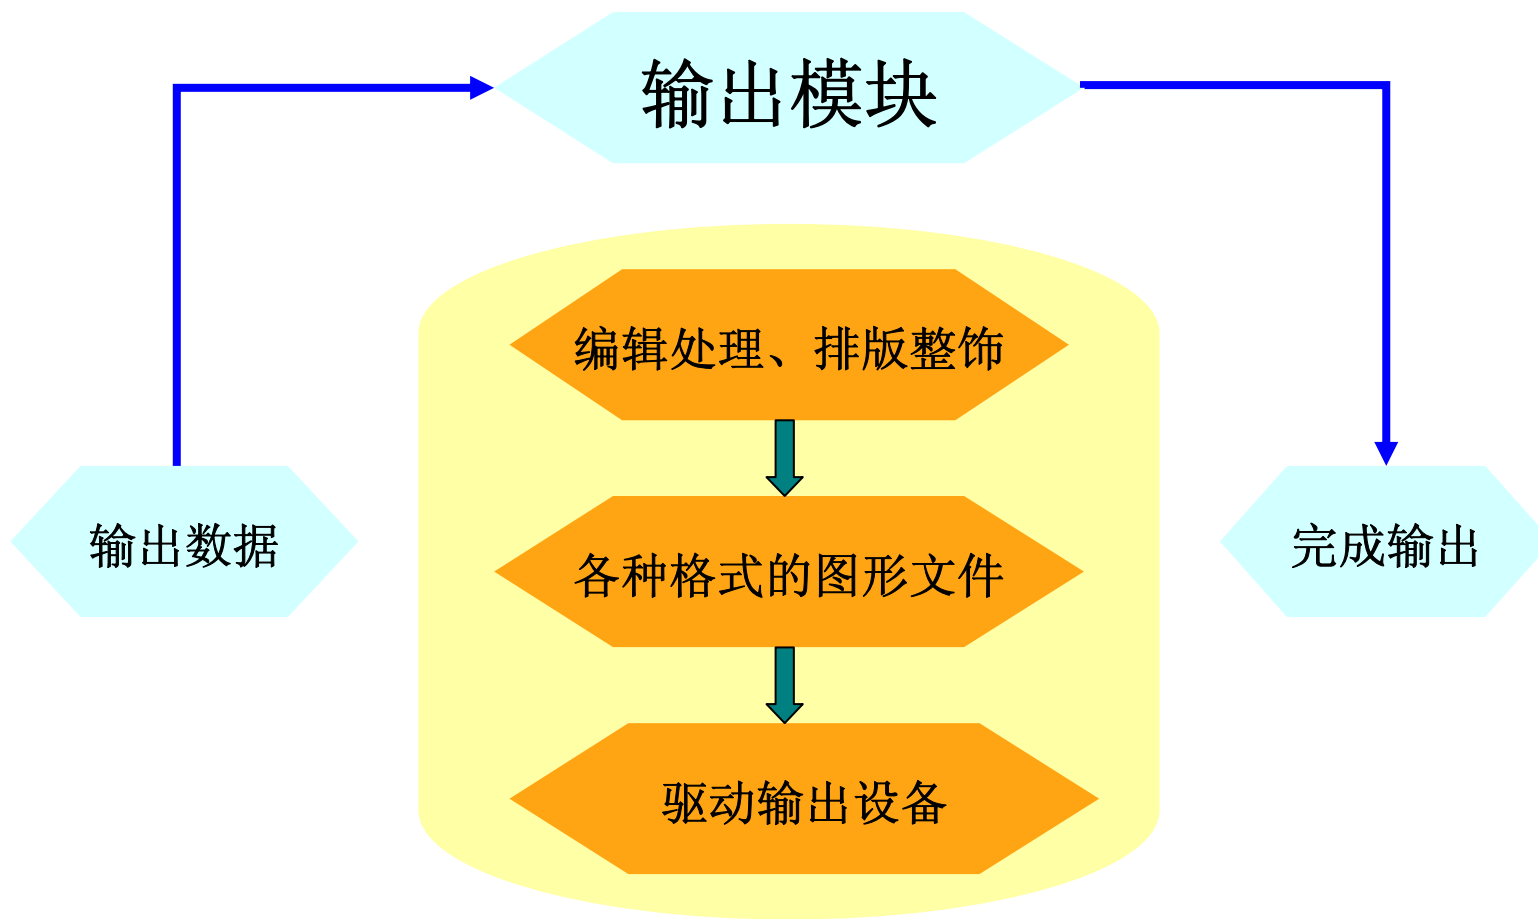 输出模块
编辑处理、排版整饰
输出数据
各种格式的图形文件
完成输出
驱动输出设备